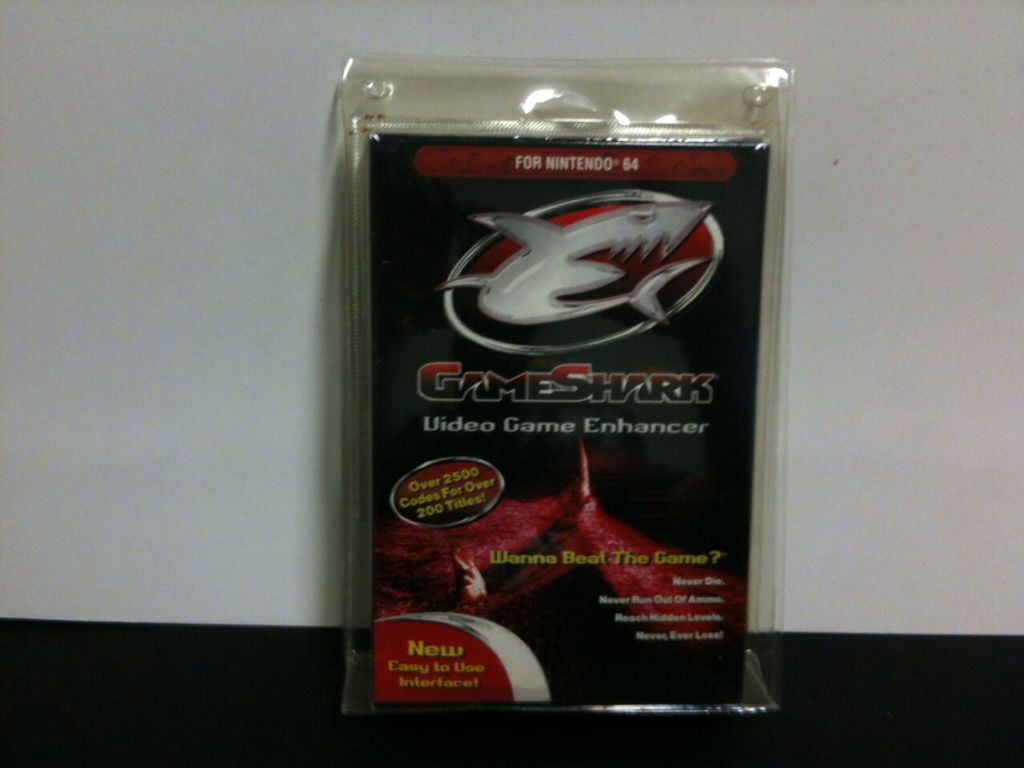 FOR NINTENDO® 64
GAMESHARK
Video Game Enhancer
Over 2500
Codes For Over
200 Titles!
Wanna Beat The Game?™
Never Die.
Never Run Out Of Ammo.
Reach Hidden Levels.
Never, Ever Lose!
New
Easy to Use
Interface!